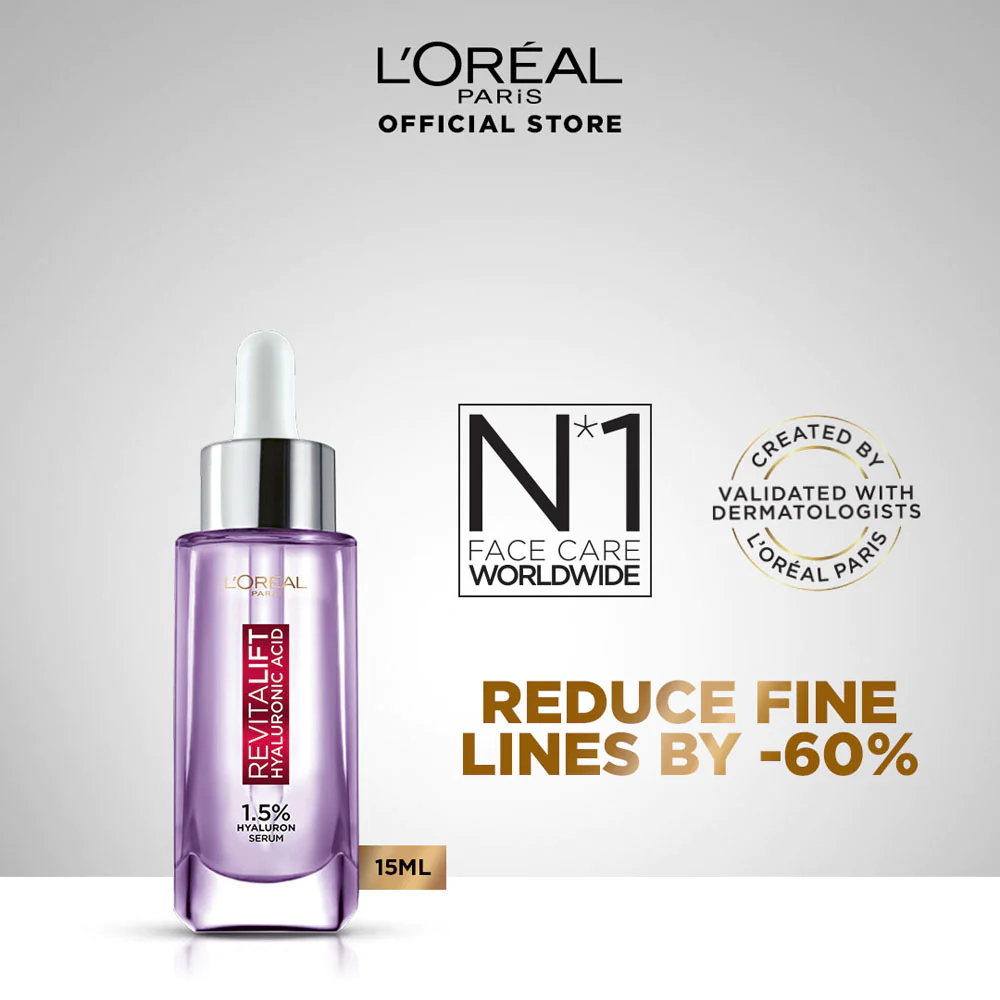 L'ORÉAL
PARiS
OFFICIAL STORE
N*1
FACE CARE
WORLDWIDE
CREATED BY
VALIDATED WITH
DERMATOLOGISTS
L'ORÉAL PARIS
L'ORÉAL
PARIS
REVITALIFT
HYALURONIC ACID
1.5%
HYALURON
SERUM
REDUCE FINE
LINES BY -60%
15ML